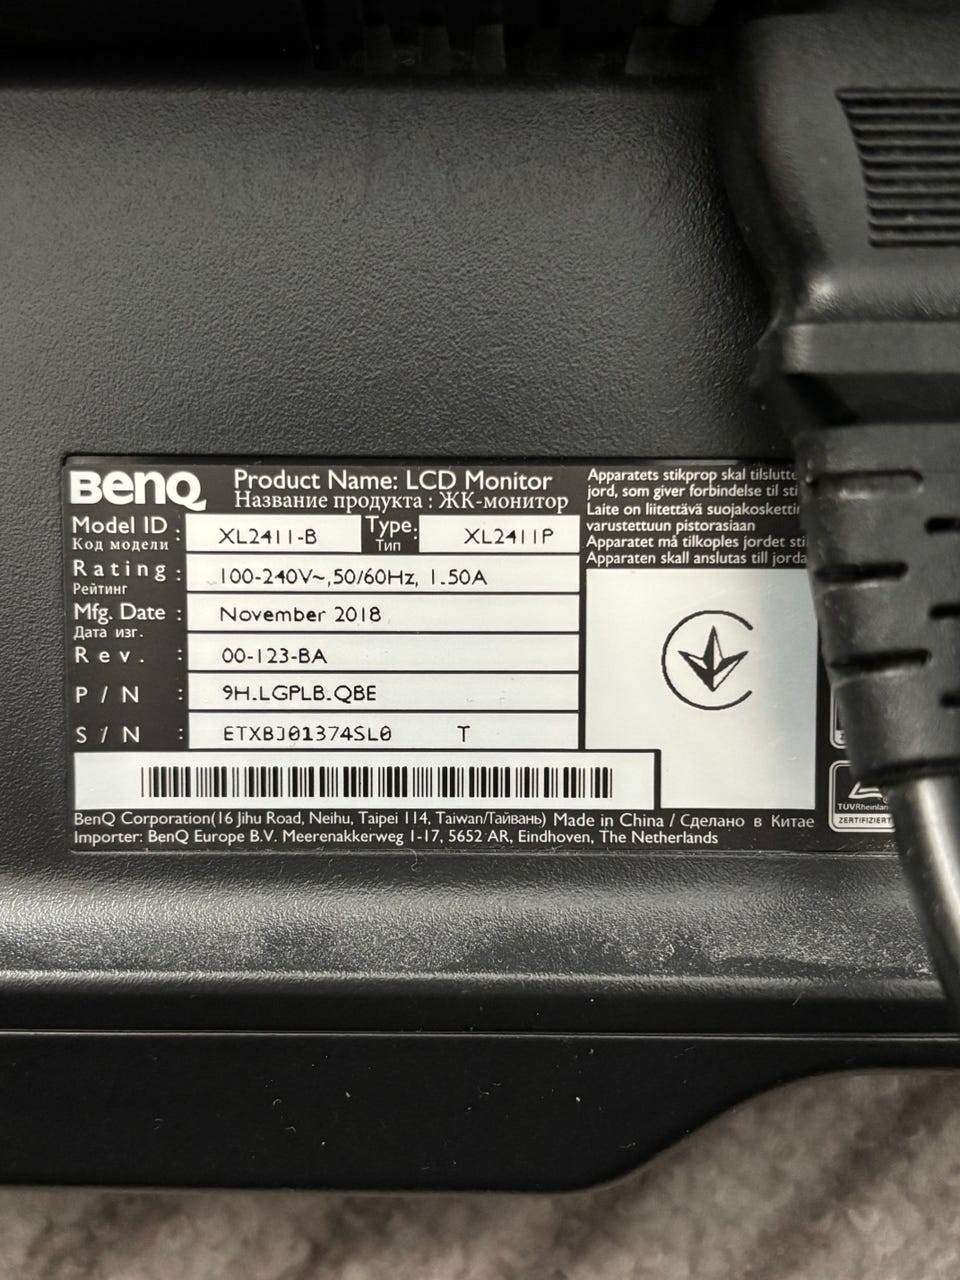 BenQ
Product Name: LCD Monitor
Название продукта : ЖК-монитор
Model ID : XL2411-B Type: XL2411P
Код модели Тип
Rating : 100-240V~,50/60Hz, 1.50A
Рейтинг
Mfg. Date : November 2018
Дата изг.
Rev. : 00-123-BA
P/N : 9H.LGPLB.QBE
S/N : ETXBJ01374SL0 T
Apparatets stikprop skal tilslutte
jord, som giver forbindelse til sti
Laite on liitettävä suojakoskettin
varustettuun pistorasiaan
Apparatet må tilkoples jordet sti
Apparaten skall anslutas till jorda
TÜVRheinlan
ZERTIFIZIERT
BenQ Corporation(16 Jihu Road, Neihu, Taipei 114, Taiwan/Тайвань) Made in China / Сделано в Китае
Importer: BenQ Europe B.V. Meerenakkerweg 1-17, 5652 AR, Eindhoven, The Netherlands